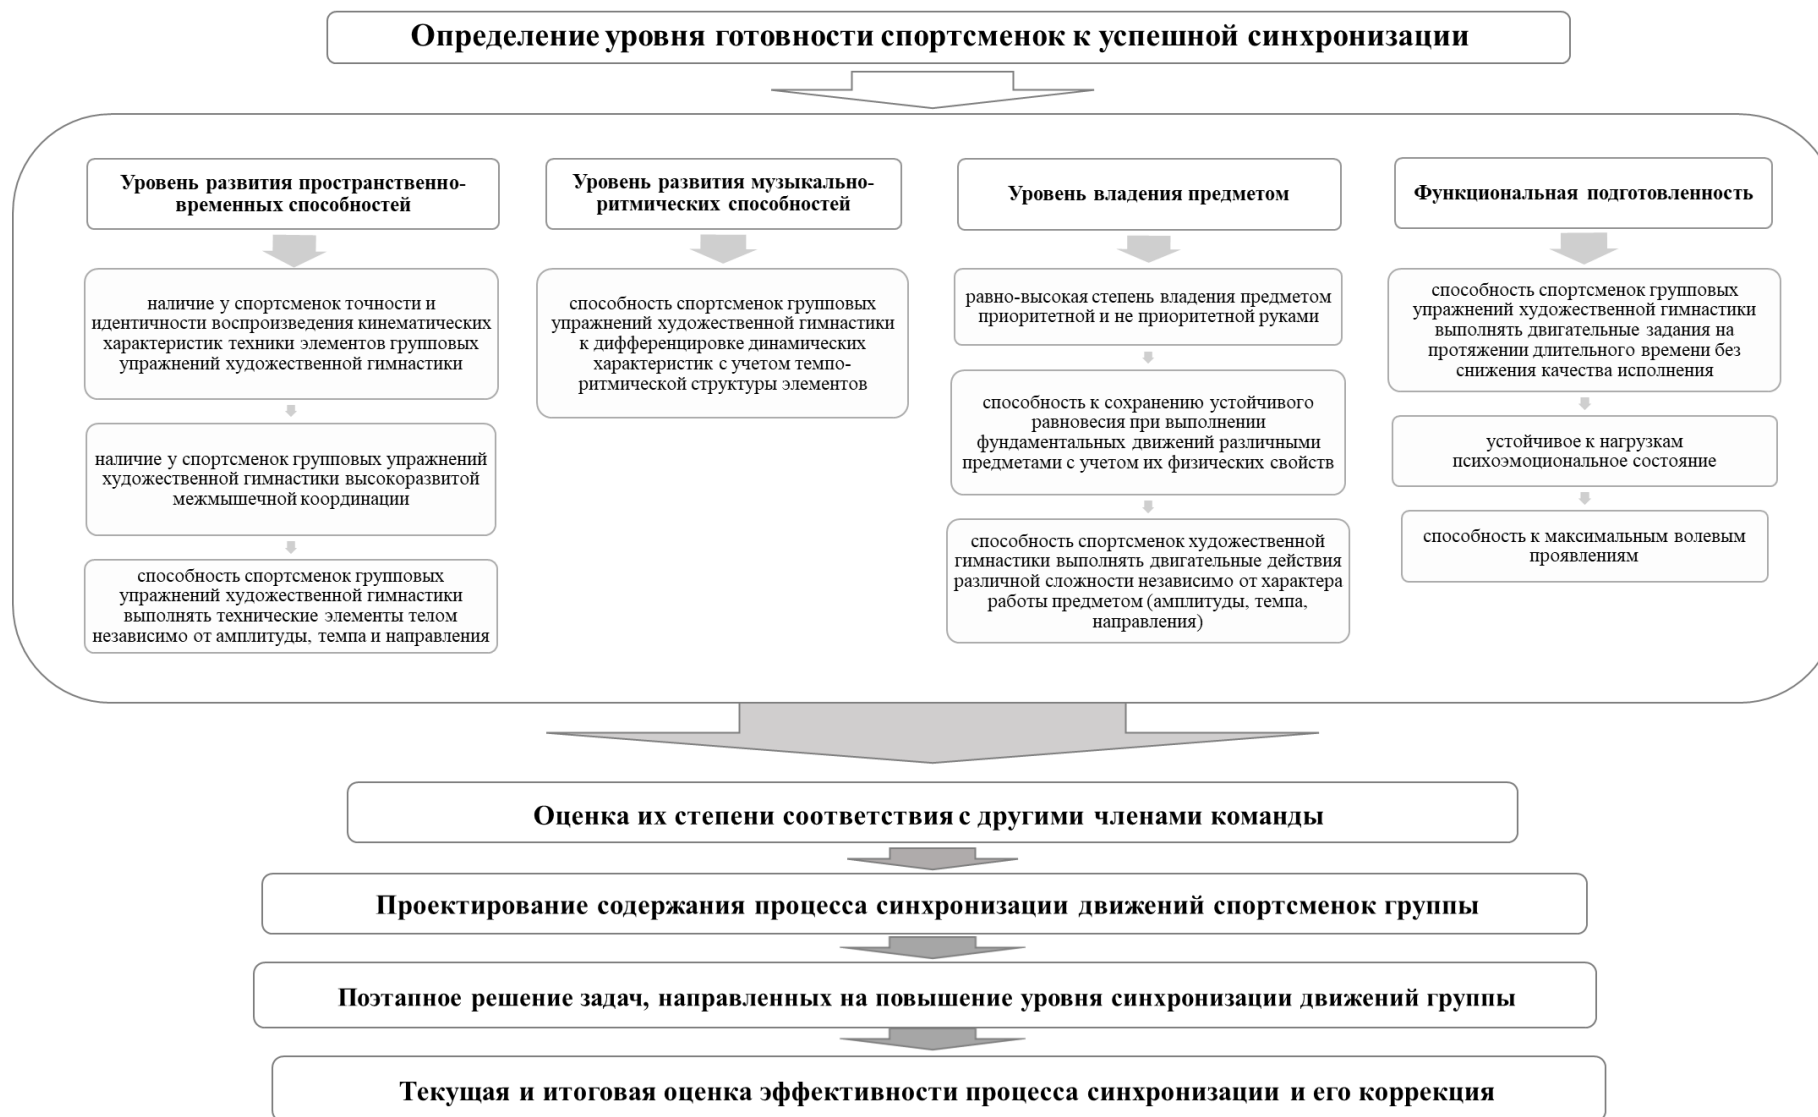 Определение уровня готовности спортсменок к успешной синхронизации
Уровень развития пространственно-
временных способностей
наличие у спортсменок точности и
идентичности воспроизведения кинематических
характеристик техники элементов групповых
упражнений художественной гимнастики
наличие у спортсменок групповых упражнений
художественной гимнастики высокоразвитой
межмышечной координации
способность спортсменок групповых
упражнений художественной гимнастики
выполнять технические элементы телом
независимо от амплитуды, темпа и направления
Уровень развития музыкально-
ритмических способностей
способность спортсменок групповых
упражнений художественной гимнастики
к дифференцировке динамических
характеристик с учетом темпо-
ритмической структуры элементов
Уровень владения предметом
равно-высокая степень владения предметом
приоритетной и не приоритетной руками
способность к сохранению устойчивого
равновесия при выполнении
фундаментальных движений различными
предметами с учетом их физических свойств
способность спортсменок художественной
гимнастики выполнять двигательные действия
различной сложности независимо от характера
работы предметом (амплитуды, темпа,
направления)
Функциональная подготовленность
способность спортсменок групповых
упражнений художественной гимнастики
выполнять двигательные задания на
протяжении длительного времени без
снижения качества исполнения
устойчивое к нагрузкам
психоэмоциональное состояние
способность к максимальным волевым
проявлениям
Оценка их степени соответствия с другими членами команды
Проектирование содержания процесса синхронизации движений спортсменок группы
Поэтапное решение задач, направленных на повышение уровня синхронизации движений группы
Текущая и итоговая оценка эффективности процесса синхронизации и его коррекция